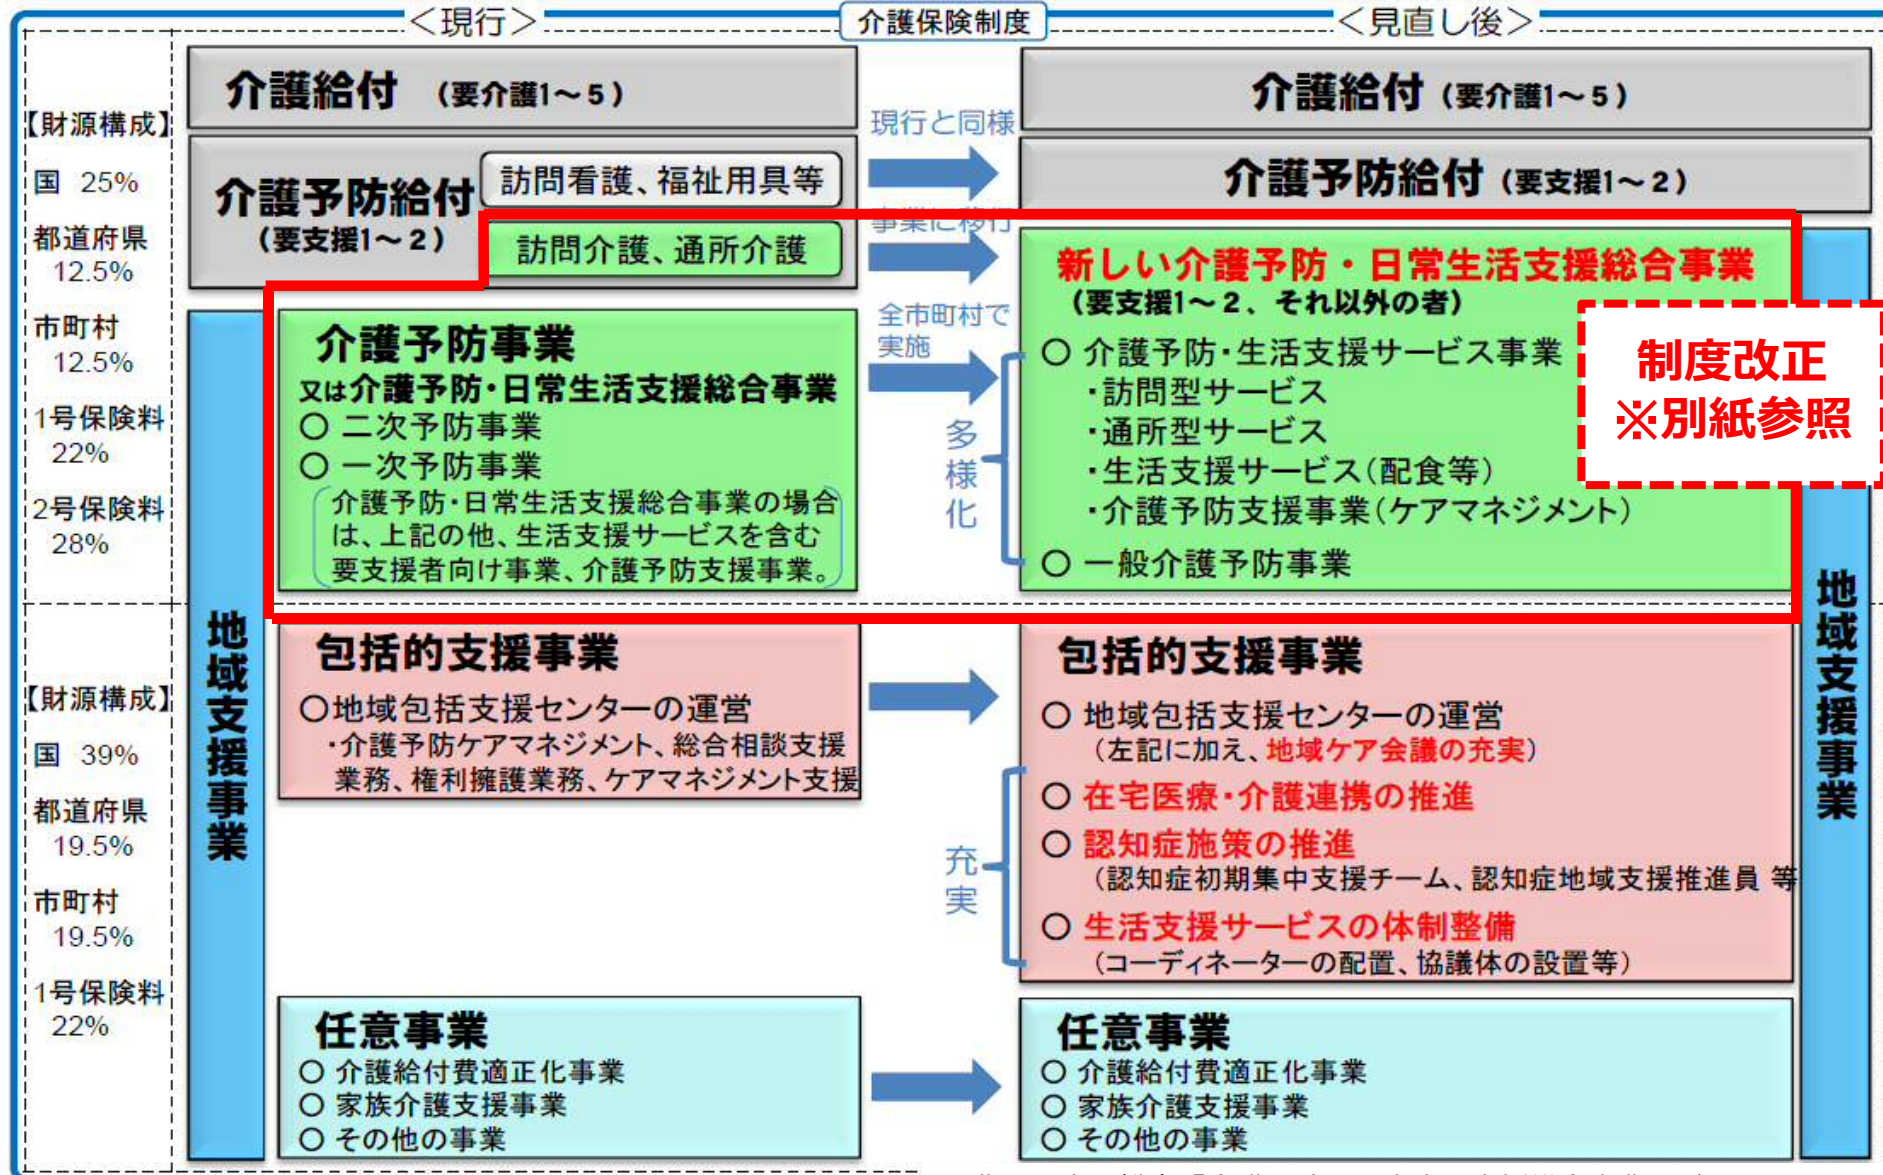 ＜現行＞
介護保険制度
＜見直し後＞
【財源構成】
国 25%
都道府県
12.5%
市町村
12.5%
1号保険料
22%
2号保険料
28%
【財源構成】
国 39%
都道府県
19.5%
市町村
19.5%
1号保険料
22%
介護給付 （要介護1～5）
介護予防給付
（要支援1～2）
訪問看護、福祉用具等
訪問介護、通所介護
地域支援事業
介護予防事業
又は介護予防・日常生活支援総合事業
○ 二次予防事業
○ 一次予防事業
介護予防・日常生活支援総合事業の場合
は、上記の他、生活支援サービスを含む
要支援者向け事業、介護予防支援事業。
包括的支援事業
○地域包括支援センターの運営
・介護予防ケアマネジメント、総合相談支援
業務、権利擁護業務、ケアマネジメント支援
任意事業
○ 介護給付費適正化事業
○ 家族介護支援事業
○ その他の事業
現行と同様
事業に移行
全市町村で
実施
多様化
充実
介護給付（要介護1～5）
介護予防給付（要支援1～2）
新しい介護予防・日常生活支援総合事業
（要支援1～2、それ以外の者）
○ 介護予防・生活支援サービス事業
・訪問型サービス
・通所型サービス
・生活支援サービス（配食等）
・介護予防支援事業（ケアマネジメント）
○ 一般介護予防事業
制度改正
※別紙参照
包括的支援事業
○ 地域包括支援センターの運営
（左記に加え、地域ケア会議の充実）
○ 在宅医療・介護連携の推進
○ 認知症施策の推進
（認知症初期集中支援チーム、認知症地域支援推進員 等
○ 生活支援サービスの体制整備
（コーディネーターの配置、協議体の設置等）
任意事業
○ 介護給付費適正化事業
○ 家族介護支援事業
○ その他の事業
地域支援事業